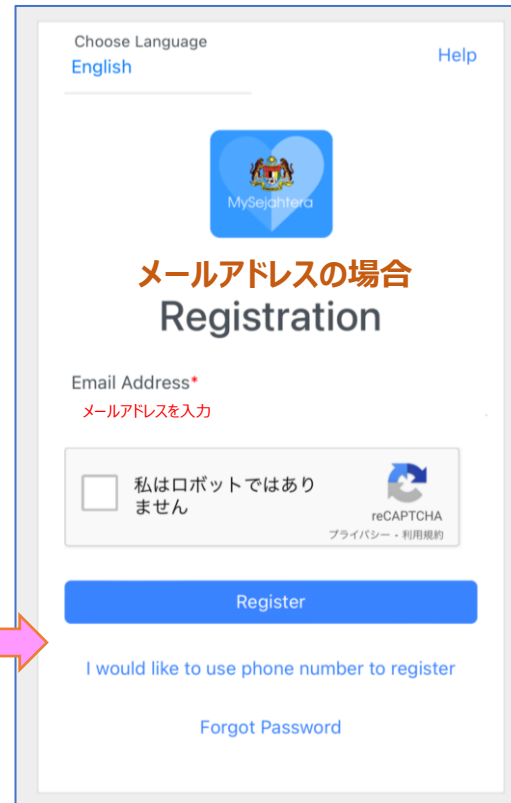 Choose Language
English
Help
MySejahtera
メールアドレスの場合
Registration
Email Address*
メールアドレスを入力
私はロボットではあり
ません
reCAPTCHA
プライバシー - 利用規約
Register
I would like to use phone number to register
Forgot Password